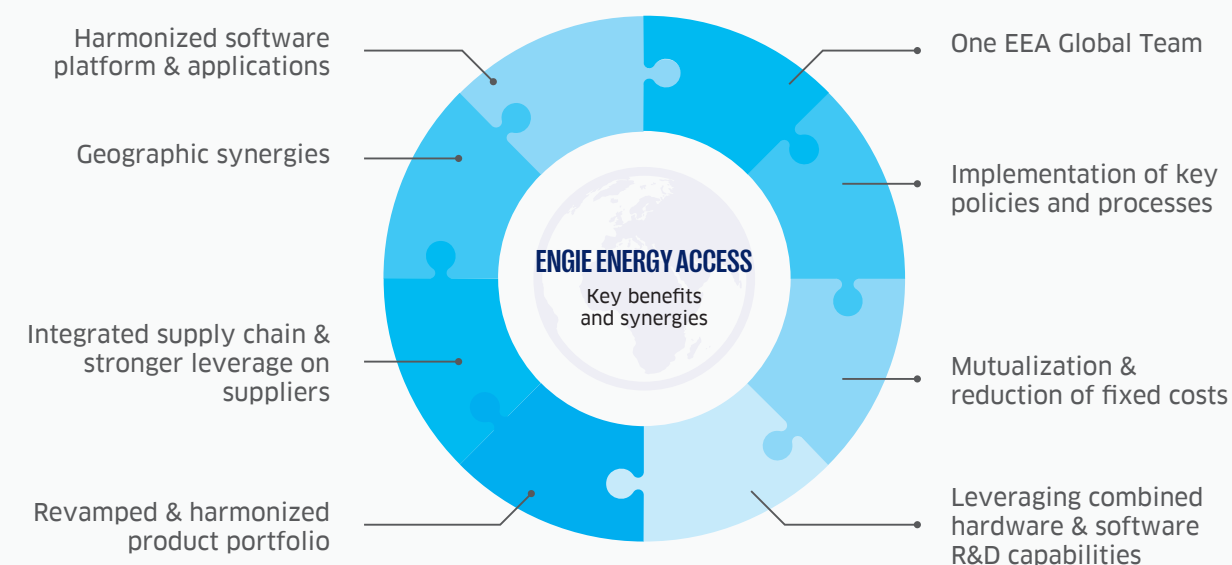 Harmonized software
platform & applications
Geographic synergies
Integrated supply chain &
stronger leverage on
suppliers
Revamped & harmonized
product portfolio
ENGIE ENERGY ACCESS
Key benefits
and synergies
One EEA Global Team
Implementation of key
policies and processes
Mutualization &
reduction of fixed costs
Leveraging combined
hardware & software
R&D capabilities